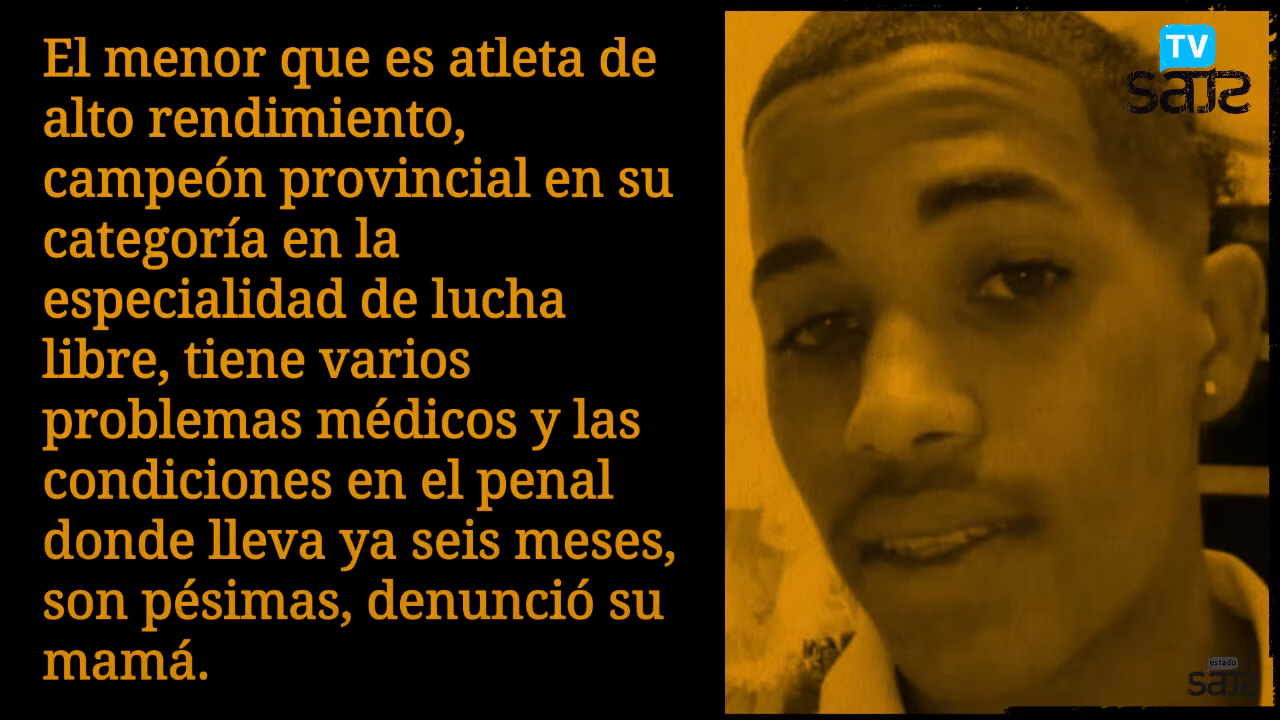 El menor que es atleta de
alto rendimiento,
campeón provincial en su
categoría en la
especialidad de lucha
libre, tiene varios
problemas médicos y las
condiciones en el penal
donde lleva ya seis meses,
son pésimas, denunció su
mamá.
TV
SATS
estado
SATS